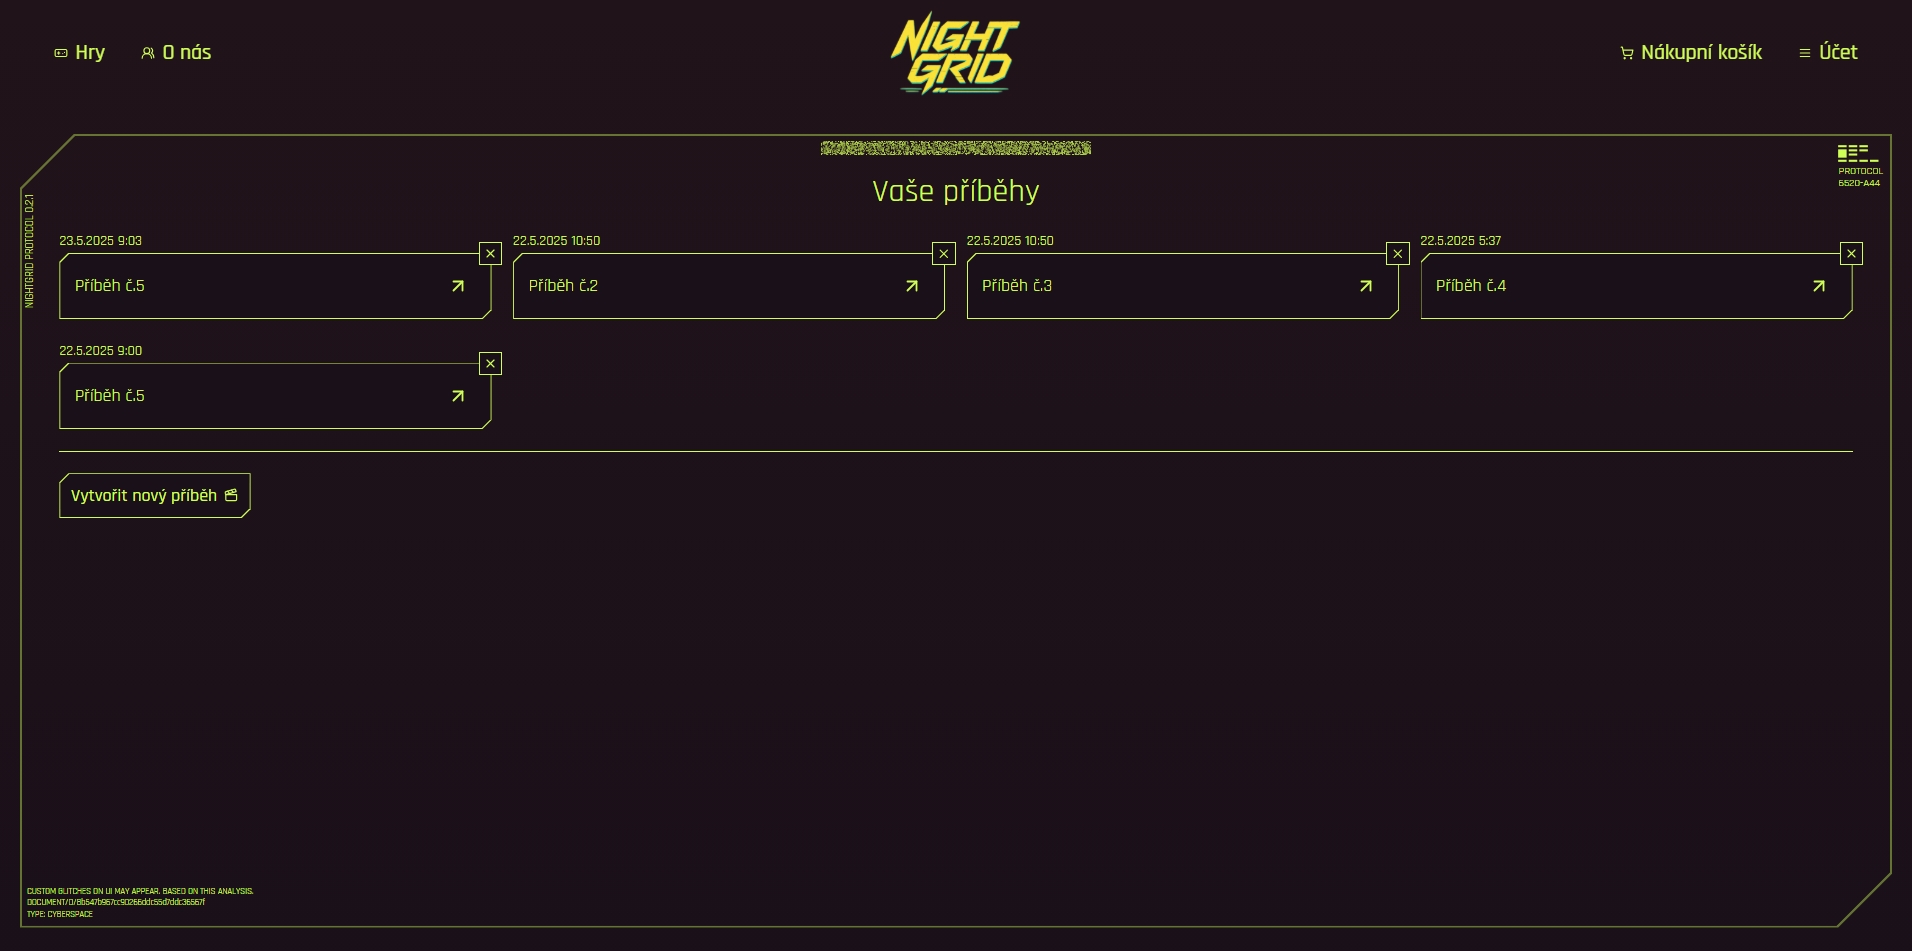 Hry
O nás
NIGHT
GRID
Nákupní košík
Účet
PROTOCOL
6520-A44
NIGHTGRID PROTOCOL 0.2.1
Vaše příběhy
23.5.2025 9:03
Příběh č.5
22.5.2025 10:50
Příběh č.2
22.5.2025 10:50
Příběh č.3
22.5.2025 5:37
Příběh č.4
22.5.2025 9:00
Příběh č.5
Vytvořit nový příběh
CUSTOM GLITCHES ON UI MAY APPEAR. BASED ON THIS ANALYSIS.
TYPE: CYBERSPACE